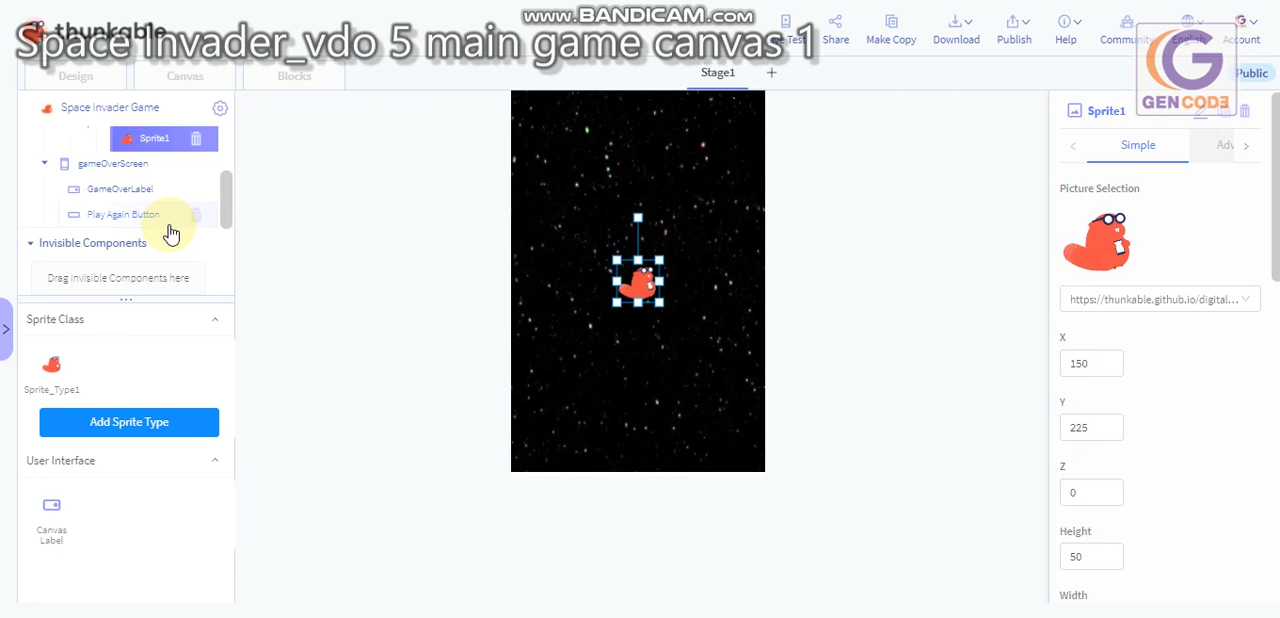 www.BANDICAM.com
thunkable
Space Invader_vdo 5 main game canvas 1
Share
Make Copy
Download
Publish
Help
English
Account
Design
Canvas
Blocks
Stage1
+
Public
GENCODE
Space Invader Game
Sprite1
gameOverScreen
GameOverLabel
Play Again Button
Invisible Components
Drag Invisible Components here
Sprite Class
Sprite_Type1
Add Sprite Type
User Interface
Canvas
Label
Sprite1
Simple
Adv
Picture Selection
https://thunkable.github.io/digital...
X
150
Y
225
Z
0
Height
50
Width